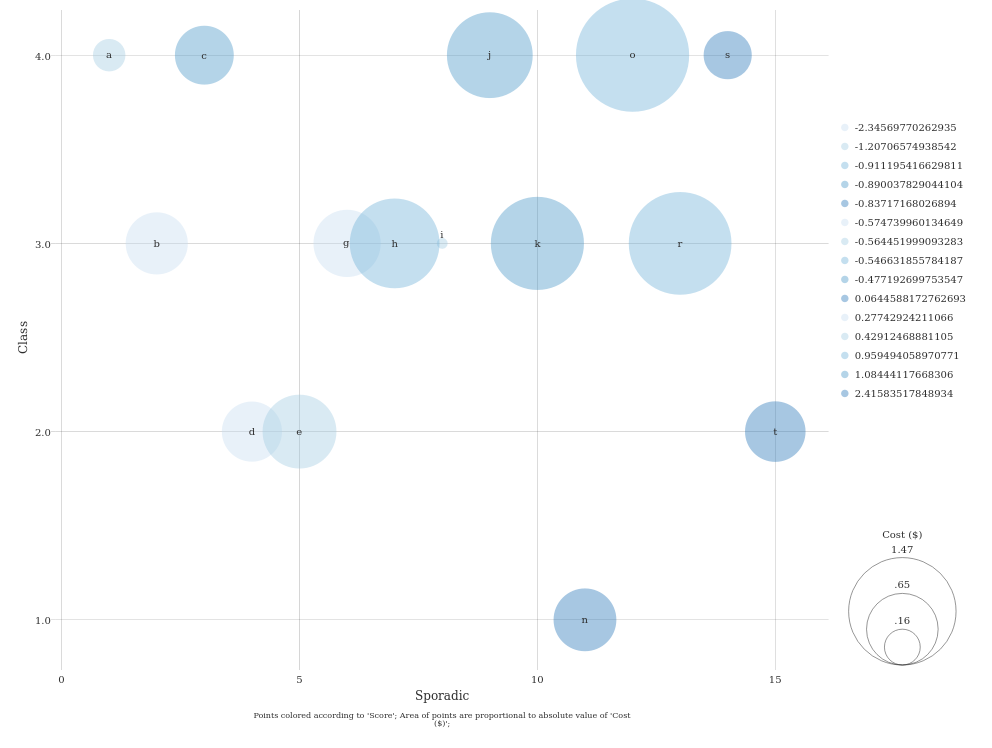 4.0
3.0
2.0
1.0
Class
a
c
j
o
s
b
g
h
i
k
r
d
e
t
n
0
5
10
15
Sporadic
Points colored according to 'Score'; Area of points are proportional to absolute value of 'Cost
($)';
-2.34569770262935
-1.20706574938542
-0.911195416629811
-0.890037829044104
-0.83717168026894
-0.574739960134649
-0.564451999093283
-0.546631855784187
-0.477192699753547
0.0644588172762693
0.27742924211066
0.42912468881105
0.959494058970771
1.08444117668306
2.41583517848934
Cost ($)
1.47
.65
.16